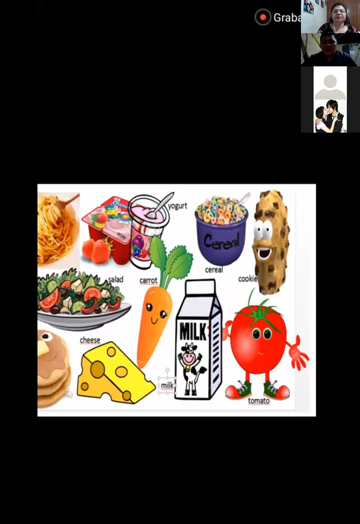 Graba
yogurt
Cereal
salad
carrot
cereal
cookie
MILK
cheese
milk
tomato